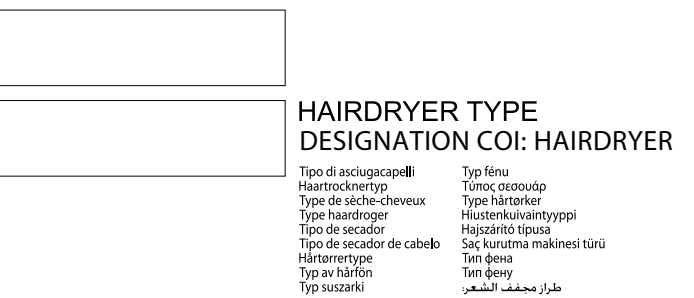 HAIRDRYER TYPE
DESIGNATION COI: HAIRDRYER
Tipo di asciugacapelli
Haartrocknertyp
Type de sèche-cheveux
Type haardroger
Tipo de secador
Tipo de secador de cabelo
Hårtørrertype
Typ av hårfön
Typ suszarki
Typ fénu
Τύπος σεσουάρ
Type hårtørker
Hiustenkuivaintyyppi
Hajszárító típusa
Saç kurutma makinesi türü
Тип фена
Тип фену
طراز مجفف الشعر: